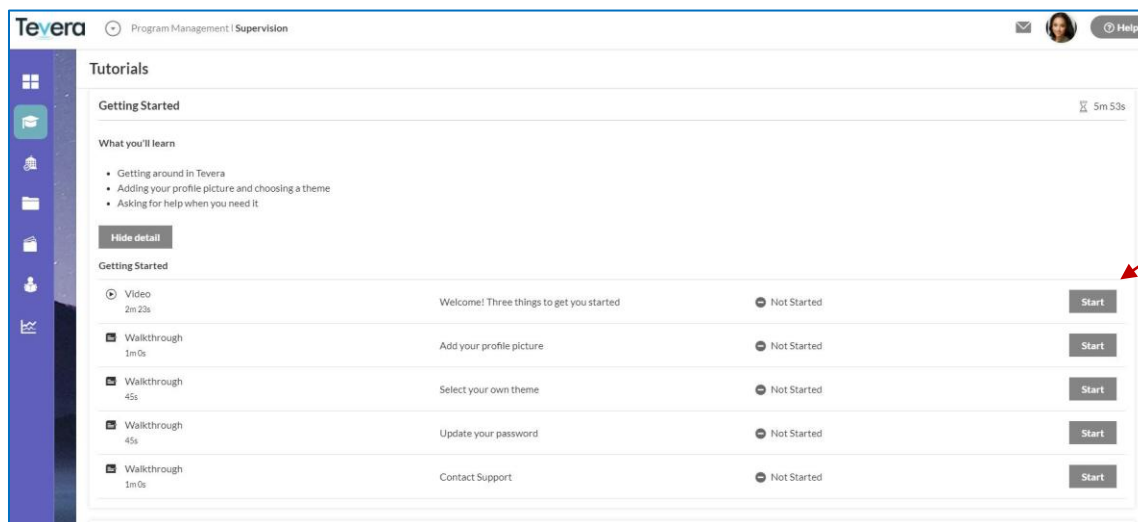 Tevera
Program Management | Supervision
Help
Tutorials
Getting Started
5m 53s
What you'll learn
Getting around in Tevera
Adding your profile picture and choosing a theme
Asking for help when you need it
Hide detail
Getting Started
Video
2m 23s
Welcome! Three things to get you started
Not Started
Start
Walkthrough
1m 0s
Add your profile picture
Not Started
Start
Walkthrough
45s
Select your own theme
Not Started
Start
Walkthrough
45s
Update your password
Not Started
Start
Walkthrough
1m 0s
Contact Support
Not Started
Start